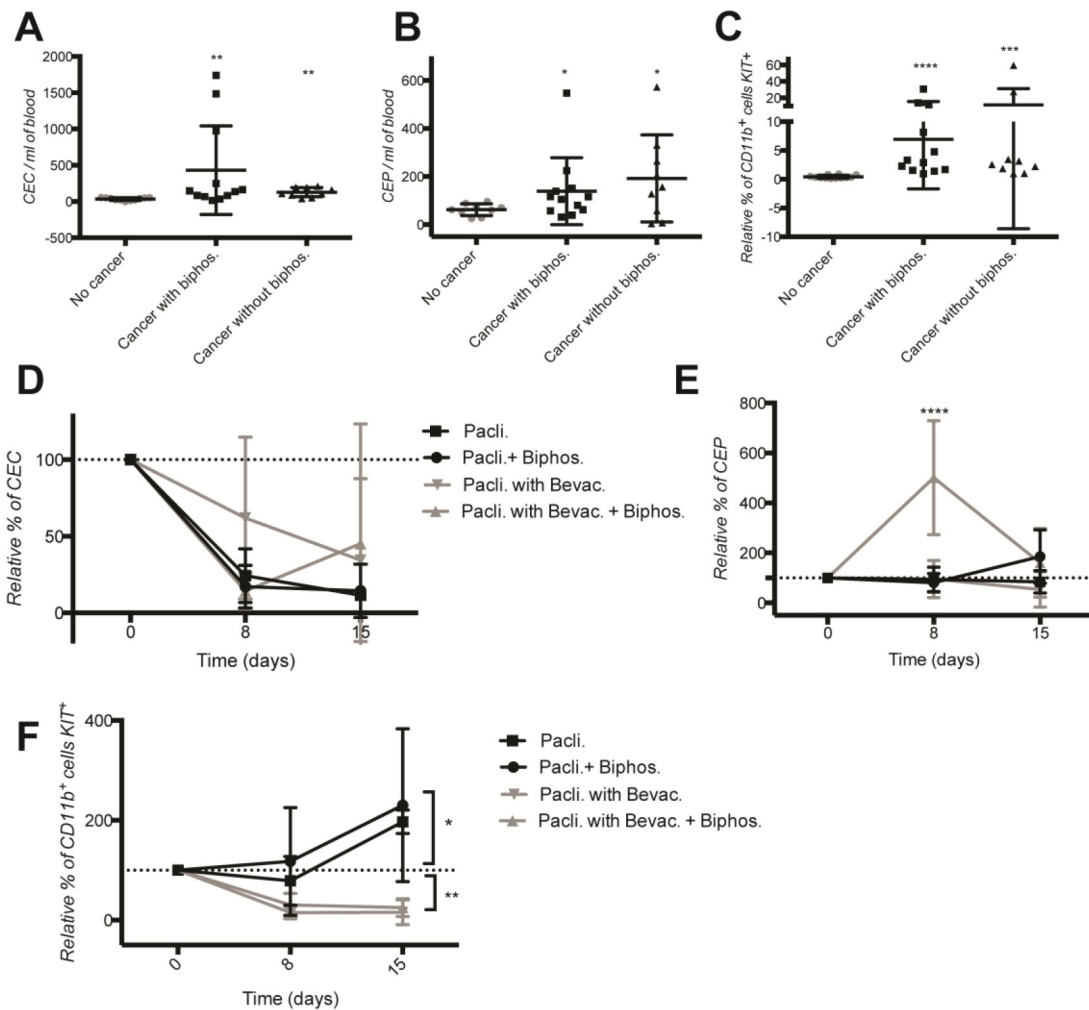 A
CEC / ml of blood
2000
1500
1000
500
0
-500
**
**
No cancer
Cancer with biphos.
Cancer without biphos.
B
CEP / ml of blood
600
400
200
0
*
*
No cancer
Cancer with biphos.
Cancer without biphos.
C
Relative % of CD11b+ cells KIT+
60
40
20
10
5
0
-5
-10
****
***
No cancer
Cancer with biphos.
Cancer without biphos.
D
Relative % of CEC
100
50
0
0
8
15
Time (days)
Pacli.
Pacli.+ Biphos.
Pacli. with Bevac.
Pacli. with Bevac. + Biphos.
E
Relative % of CEP
800
600
400
200
0
****
0
8
15
Time (days)
F
Relative % of CD11b+ cells KIT+
400
200
0
*
**
0
8
15
Time (days)
Pacli.
Pacli.+ Biphos.
Pacli. with Bevac.
Pacli. with Bevac. + Biphos.